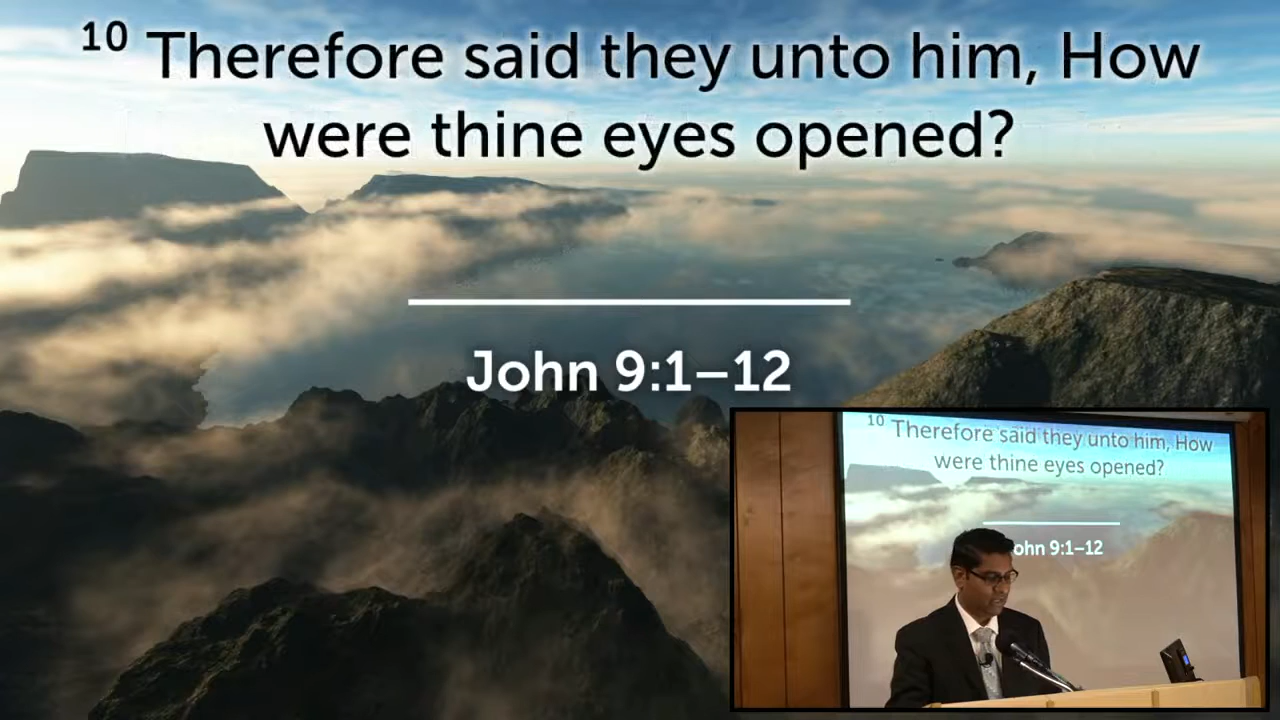 10 Therefore said they unto him, How
were thine eyes opened?
John 9:1–12
10 Therefore said they unto him, How
were thine eyes opened?
ohn 9:1–12